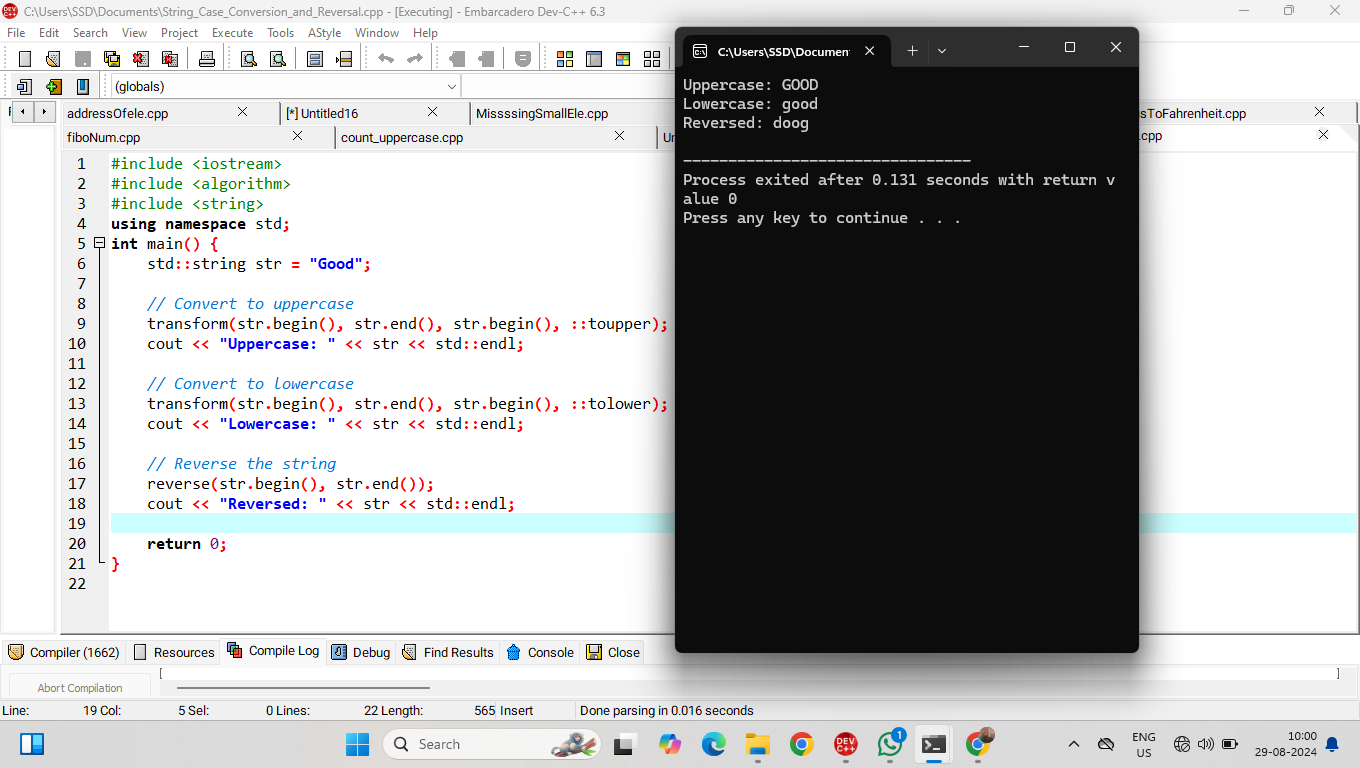 C:\Users\SSD\Documents\String_Case_Conversion_and_Reversal.cpp - [Executing] - Embarcadero Dev-C++ 6.3
File Edit Search View Project Execute Tools AStyle Window Help
(globals)
addressOfele.cpp [*] Untitled16 MisssssingSmallEle.cpp sToFahrenheit.cpp
fiboNum.cpp count_uppercase.cpp .cpp
1 #include <iostream>
2 #include <algorithm>
3 #include <string>
4 using namespace std;
5 int main() {
6 std::string str = "Good";
7
8 // Convert to uppercase
9 transform(str.begin(), str.end(), str.begin(), ::toupper);
10 cout << "Uppercase: " << str << std::endl;
11
12 // Convert to lowercase
13 transform(str.begin(), str.end(), str.begin(), ::tolower);
14 cout << "Lowercase: " << str << std::endl;
15
16 // Reverse the string
17 reverse(str.begin(), str.end());
18 cout << "Reversed: " << str << std::endl;
19
20 return 0;
21 }
22
C:\Users\SSD\Documen
Uppercase: GOOD
Lowercase: good
Reversed: doog
--------------------------------
Process exited after 0.131 seconds with return v
alue 0
Press any key to continue . . .
Compiler (1662) Resources Compile Log Debug Find Results Console Close
Abort Compilation
Line: 19 Col: 5 Sel: 0 Lines: 22 Length: 565 Insert Done parsing in 0.016 seconds
Search
DEV C++
1
ENG
US
10:00
29-08-2024